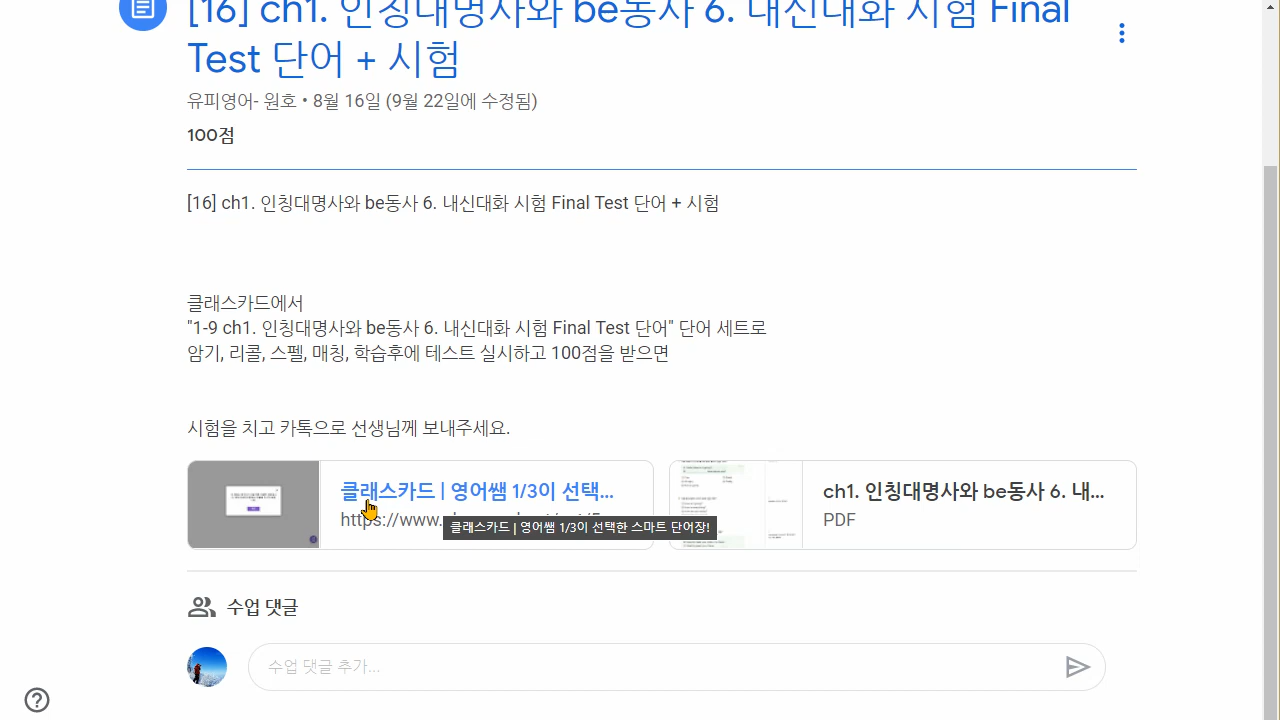 [16] ch1. 인칭대명사와 be동사 6. 내신대화 시험 Final
Test 단어 + 시험
유피영어- 원호 • 8월 16일 (9월 22일에 수정됨)
100점
[16] ch1. 인칭대명사와 be동사 6. 내신대화 시험 Final Test 단어 + 시험
클래스카드에서
"1-9 ch1. 인칭대명사와 be동사 6. 내신대화 시험 Final Test 단어" 단어 세트로
암기, 리콜, 스펠, 매칭, 학습후에 테스트 실시하고 100점을 받으면
시험을 치고 카톡으로 선생님께 보내주세요.
클래스카드 | 영어쌤 1/3이 선택...
https://www.
클래스카드 | 영어쌤 1/3이 선택한 스마트 단어장!
ch1. 인칭대명사와 be동사 6. 내...
PDF
수업 댓글
수업 댓글 추가...